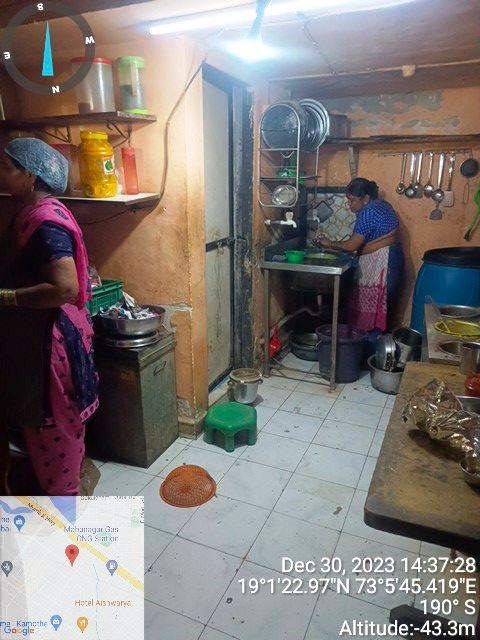 B
W
E
N
Mahanagar Gas
CNG Station
Hotel Aishwarya
Kamothe
Google
Dec 30, 2023 14:37:28
19°1'22.97"N 73°5'45.419"E
190° S
Altitude:-43.3m